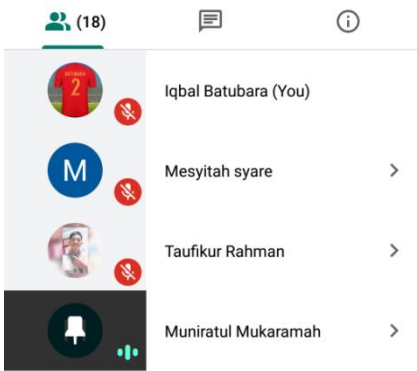 (18)
BATUBARA
2
Iqbal Batubara (You)
M
Mesyitah syare
Taufikur Rahman
Muniratul Mukaramah